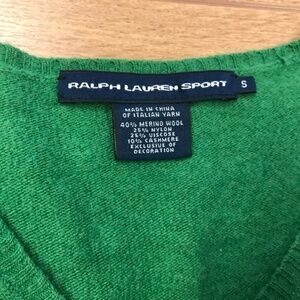 RALPH LAUREN SPORT S
MADE IN CHINA
OF ITALIAN YARN
40% MERINO WOOL
25% NYLON
25% VISCOSE
10% CASHMERE
EXCLUSIVE OF
DECORATION